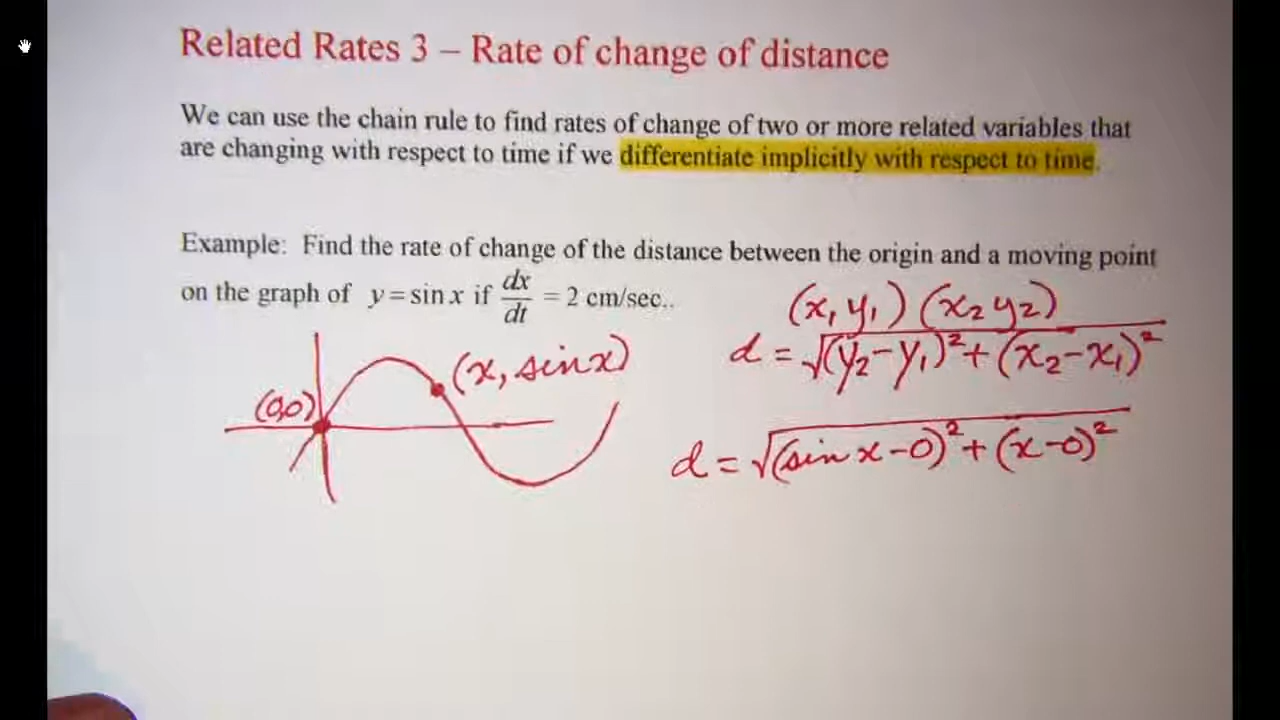 Related Rates 3 – Rate of change of distance
We can use the chain rule to find rates of change of two or more related variables that
are changing with respect to time if we differentiate implicitly with respect to time.
Example: Find the rate of change of the distance between the origin and a moving point
on the graph of y = sin x if dx/dt = 2 cm/sec..
(x₁ y₁) (x₂ y₂)
d = √(y₂ − y₁)² + (x₂ − x₁)²
(x, sin x)
(0,0)
d = √(sin x − 0)² + (x − 0)²